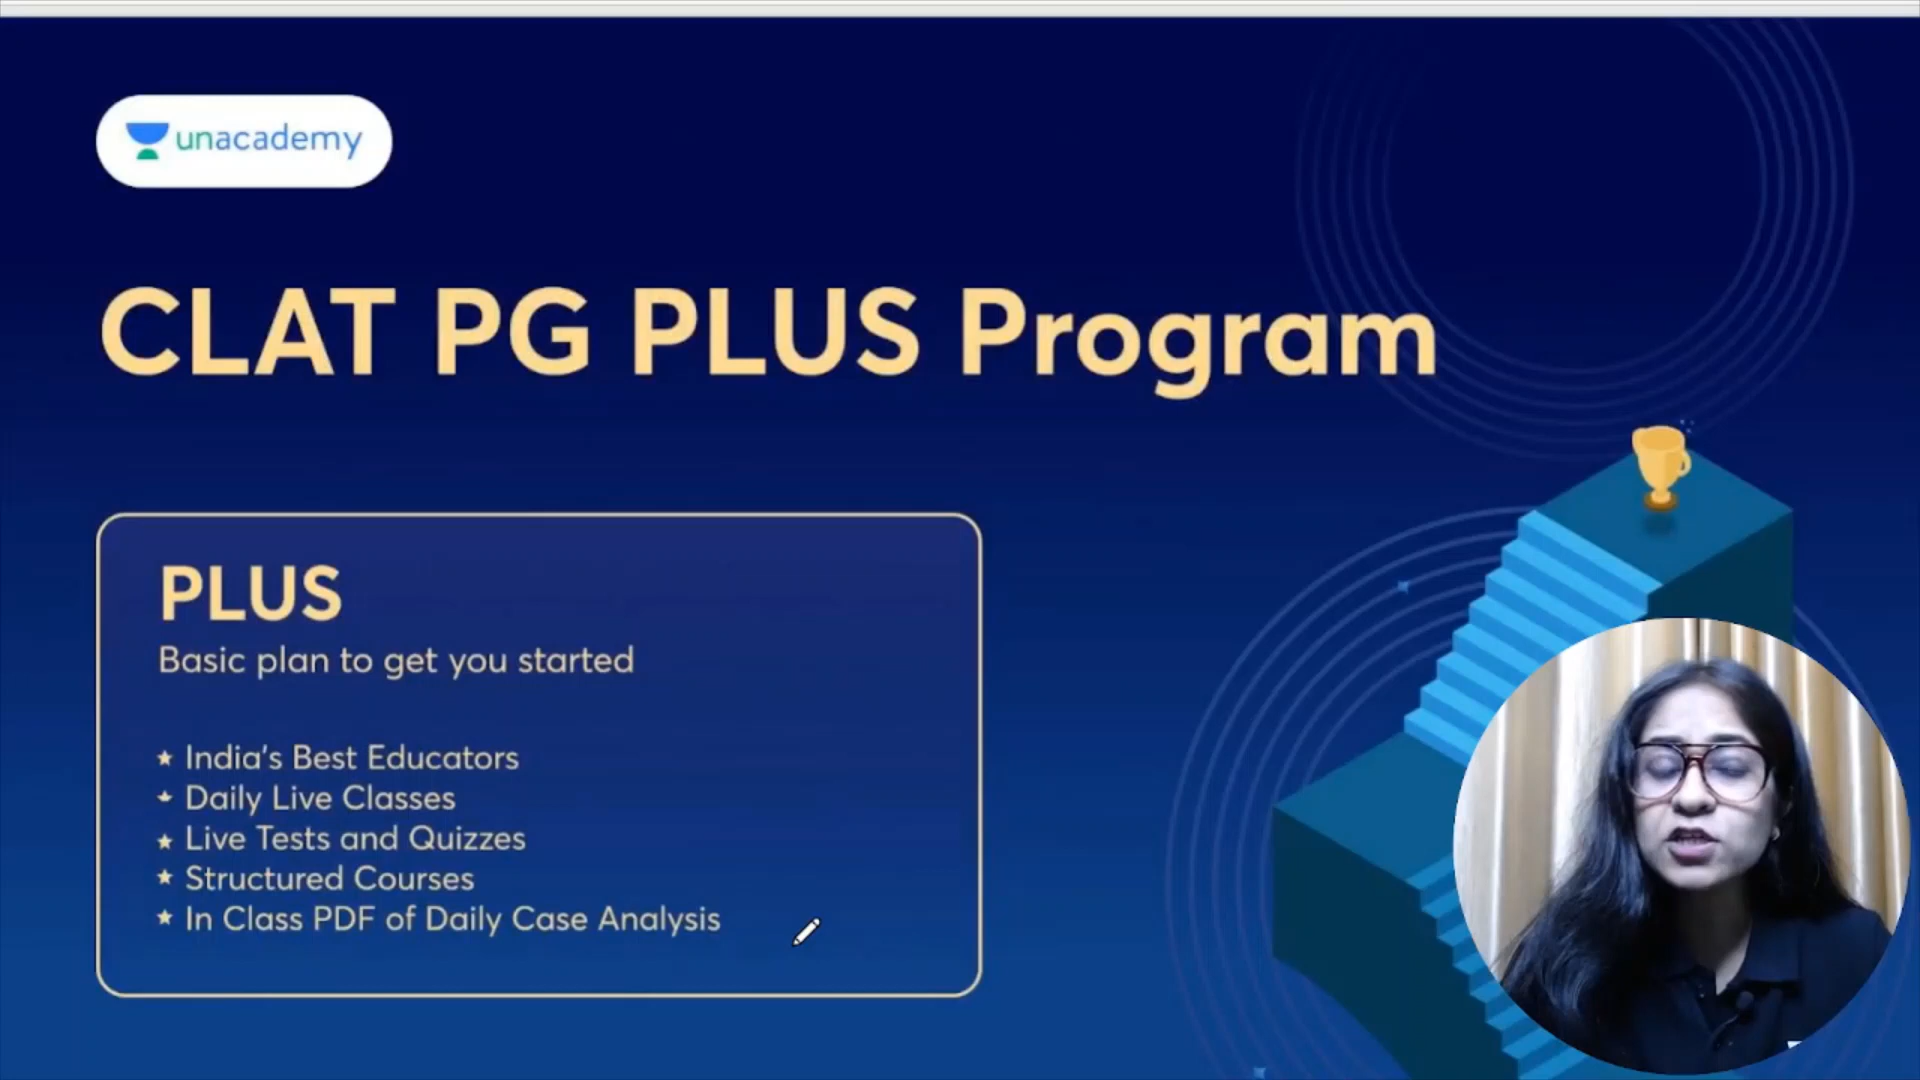 unacademy
CLAT PG PLUS Program
PLUS
Basic plan to get you started
India's Best Educators
Daily Live Classes
Live Tests and Quizzes
Structured Courses
In Class PDF of Daily Case Analysis